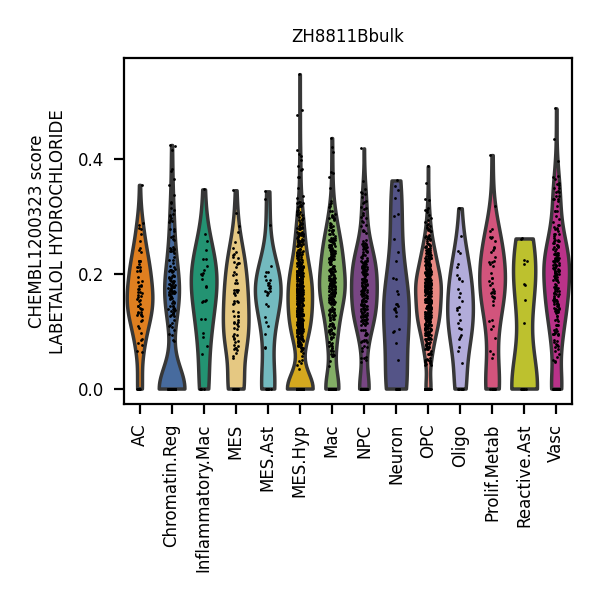 ZH8811Bbulk
CHEMBL1200323 score
LABETALOL HYDROCHLORIDE
0.4
0.2
0.0
AC
Chromatin.Reg
Inflammatory.Mac
MES
MES.Ast
MES.Hyp
Mac
NPC
Neuron
OPC
Oligo
Prolif.Metab
Reactive.Ast
Vasc